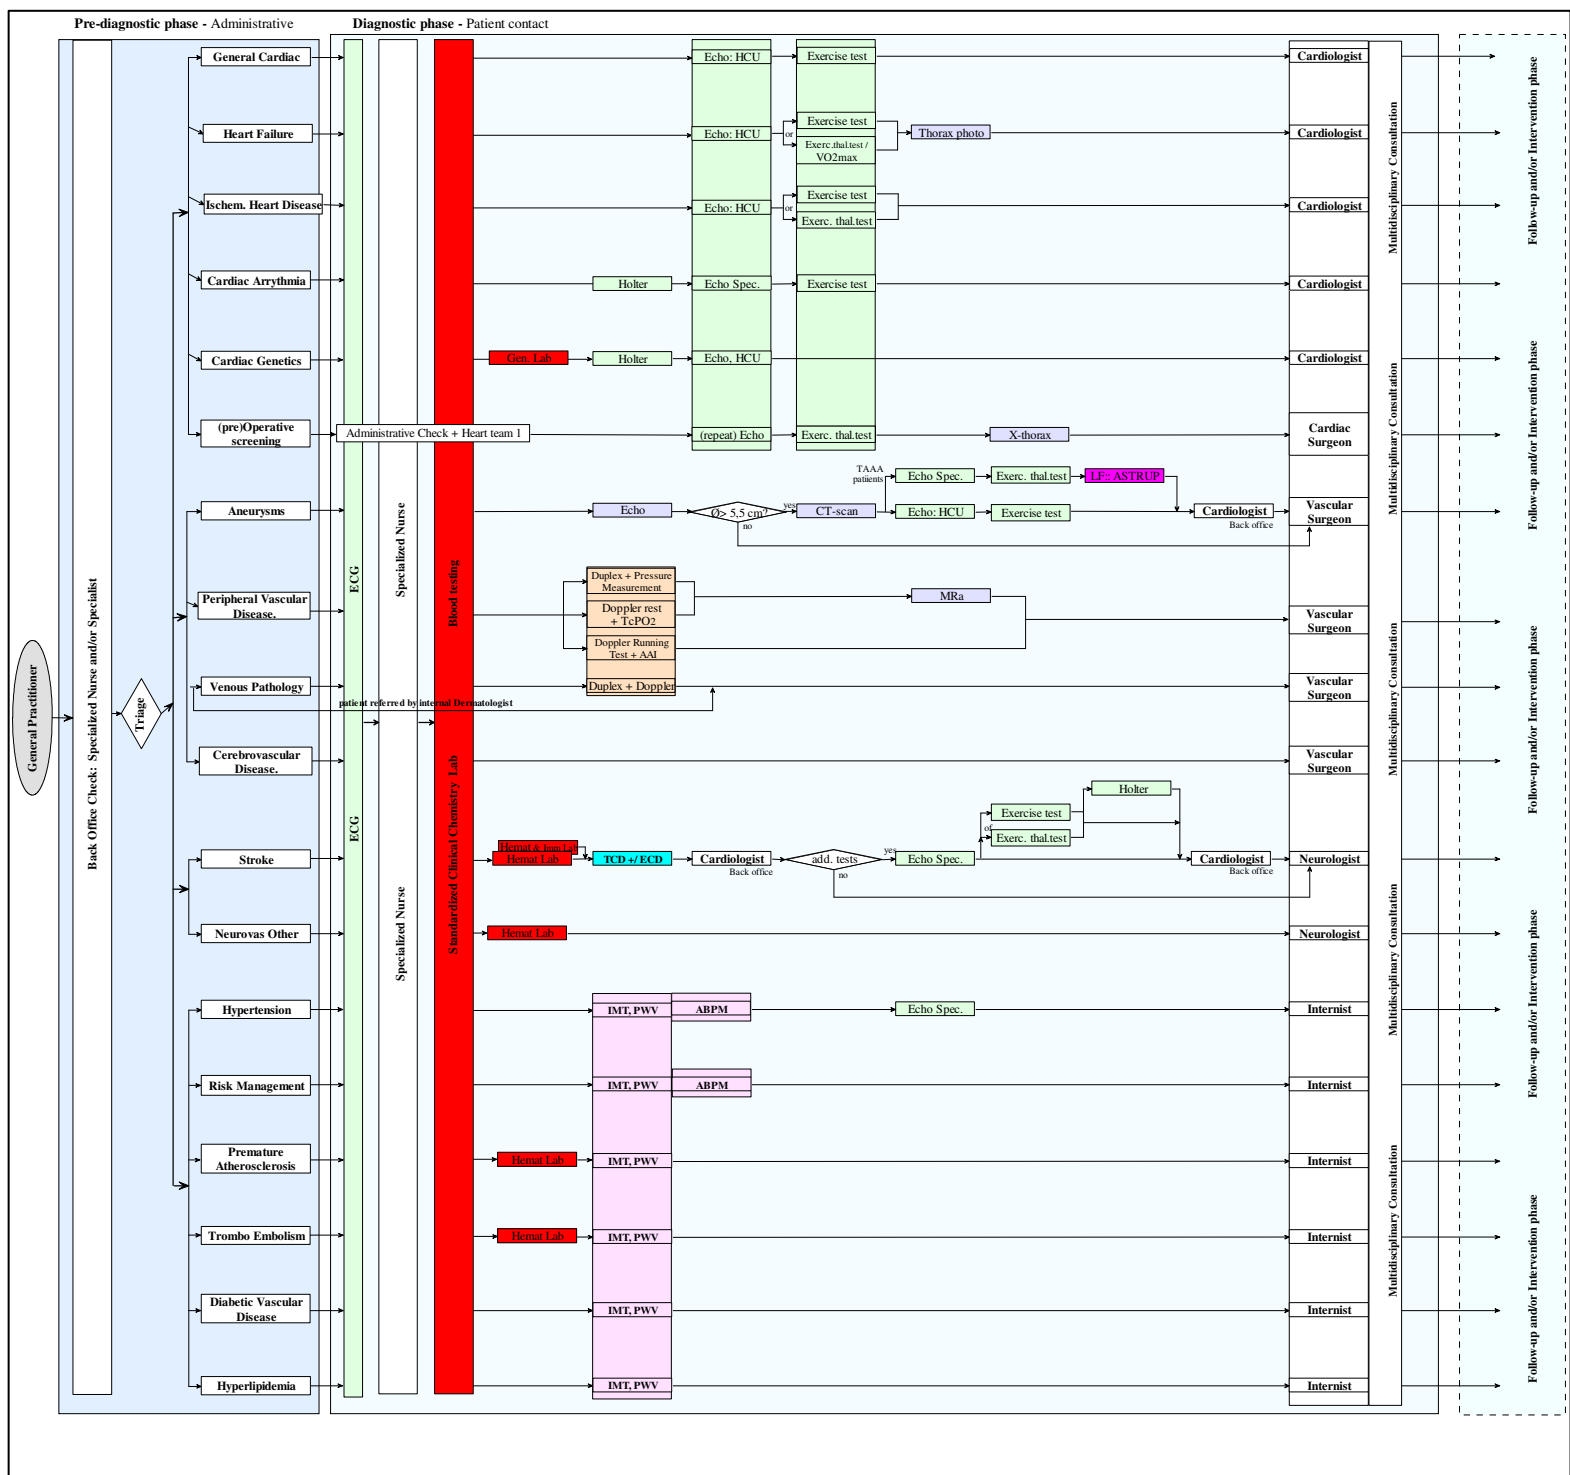 Pre-diagnostic phase - Administrative
Diagnostic phase - Patient contact
General Practitioner
Back Office Check: Specialized Nurse and/or Specialist
Triage
ECG
ECG
Specialized Nurse
Specialized Nurse
Blood testing
Standardized Clinical Chemistry Lab
General Cardiac
Echo: HCU
Exercise test
Cardiologist
Heart Failure
Echo: HCU
or
Exercise test
Exerc.thal.test /
VO2max
Thorax photo
Cardiologist
Ischem. Heart Disease
Echo: HCU
or
Exercise test
Exerc. thal.test
Cardiologist
Cardiac Arrythmia
Holter
Echo Spec.
Exercise test
Cardiologist
Cardiac Genetics
Gen. Lab
Holter
Echo, HCU
Cardiologist
(pre)Operative
screening
Administrative Check + Heart team 1
(repeat) Echo
Exerc. thal.test
X-thorax
Cardiac
Surgeon
Aneurysms
Echo
Ø> 5,5 cm?
yes
no
CT-scan
TAAA
patiients
Echo Spec.
Exerc. thal.test
LF:: ASTRUP
Echo: HCU
Exercise test
Cardiologist
Back office
Vascular
Surgeon
Peripheral Vascular
Disease.
Duplex + Pressure
Measurement
Doppler rest
+ TcPO2
Doppler Running
Test + AAI
MRa
Vascular
Surgeon
Venous Pathology
Duplex + Doppler
patient referred by internal Dermatologist
Vascular
Surgeon
Cerebrovascular
Disease.
Vascular
Surgeon
Stroke
Hemat &
Hemat Lab
TCD +/ ECD
Cardiologist
Back office
add. tests
yes
no
Echo Spec.
of
Exercise test
Exerc. thal.test
Holter
Cardiologist
Back office
Neurologist
Neurovas Other
Hemat Lab
Neurologist
Hypertension
IMT, PWV
ABPM
Echo Spec.
Internist
Risk Management
IMT, PWV
ABPM
Internist
Premature
Atherosclerosis
Hemat Lab
IMT, PWV
Internist
Trombo Embolism
Hemat Lab
IMT, PWV
Internist
Diabetic Vascular
Disease
IMT, PWV
Internist
Hyperlipidemia
IMT, PWV
Internist
Multidisciplinary Consultation
Multidisciplinary Consultation
Multidisciplinary Consultation
Multidisciplinary Consultation
Multidisciplinary Consultation
Follow-up and/or Intervention phase
Follow-up and/or Intervention phase
Follow-up and/or Intervention phase
Follow-up and/or Intervention phase
Follow-up and/or Intervention phase